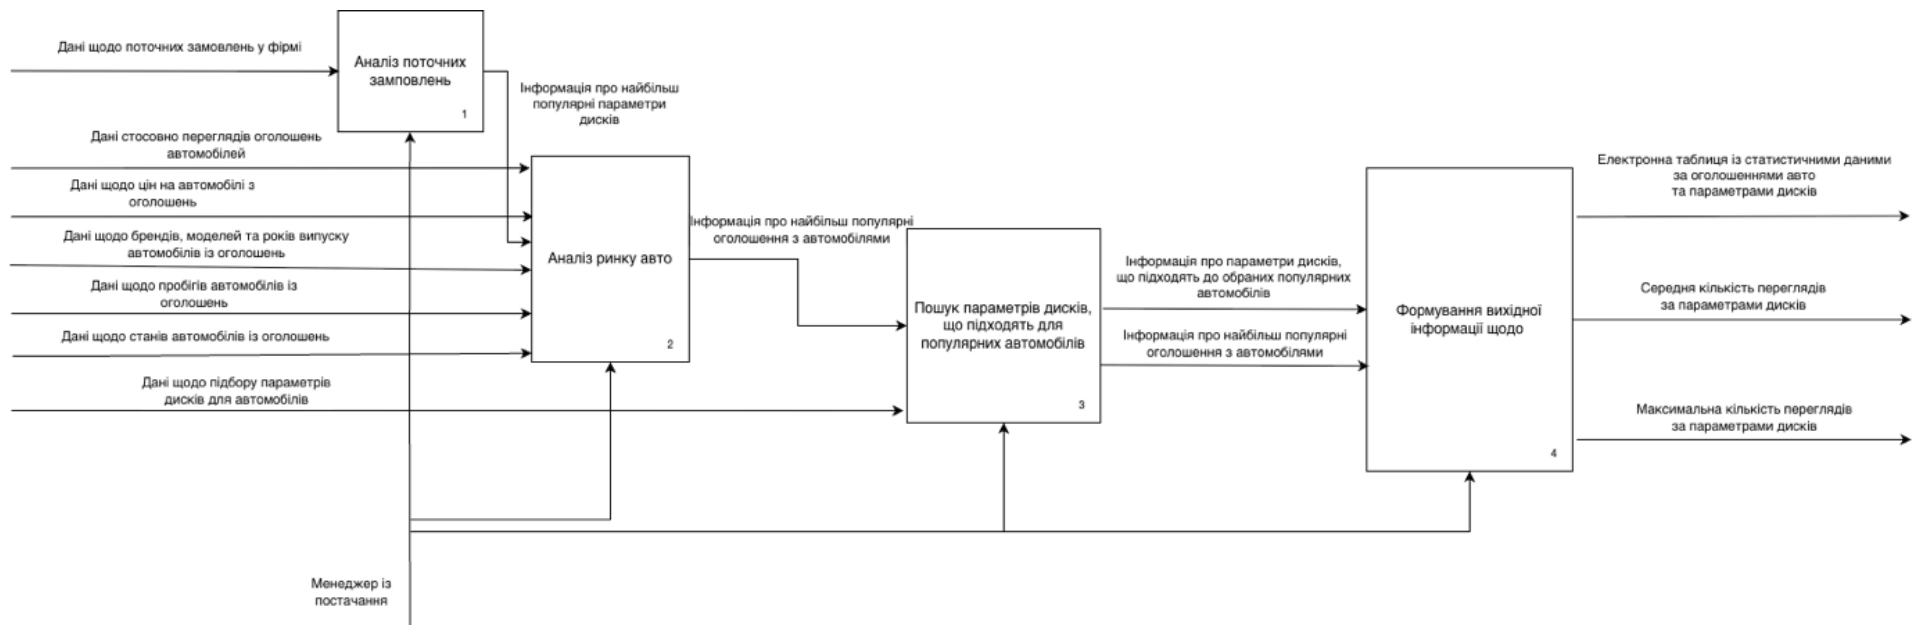 Дані щодо поточних замовлень у фірмі
Аналіз поточних
замповлень
1
Інформація про найбільш
популярні параметри
дисків
Дані стосовно переглядів оголошень
автомобілей
Дані щодо цін на автомобілі з
оголошень
Дані щодо брендів, моделей та років випуску
автомобілів із оголошень
Дані щодо пробігів автомобілів із
оголошень
Дані щодо станів автомобілів із оголошень
Дані щодо підбору параметрів
дисків для автомобілів
Аналіз ринку авто
2
Інформація про найбільш популярні
оголошення з автомобілями
Пошук параметрів дисків,
що підходять для
популярних автомобілів
3
Інформація про параметри дисків,
що підходять до обраних популярних
автомобілів
Інформація про найбільш популярні
оголошення з автомобілями
Формування вихідної
інформації щодо
4
Електронна таблиця із статистичними даними
за оголошеннями авто
та параметрами дисків
Середня кількість переглядів
за параметрами дисків
Максимальна кількість переглядів
за параметрами дисків
Менеджер із
постачання